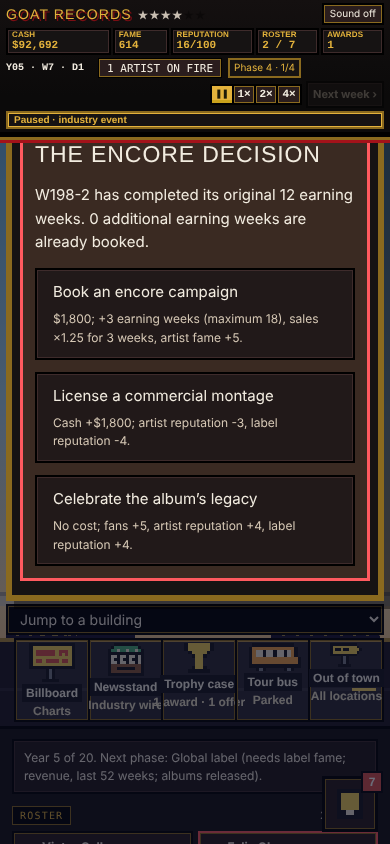 GOAT RECORDS ★★★★★★
Sound off
CASH
$92,692
FAME
614
REPUTATION
16/100
ROSTER
2 / 7
AWARDS
1
Y05 · W7 · D1
1 ARTIST ON FIRE
Phase 4 · 1/4
1×
2×
4×
Next week ›
Paused · industry event
THE ENCORE DECISION
W198-2 has completed its original 12 earning
weeks. 0 additional earning weeks are
already booked.
Book an encore campaign
$1,800; +3 earning weeks (maximum 18), sales
×1.25 for 3 weeks, artist fame +5.
License a commercial montage
Cash +$1,800; artist reputation -3, label
reputation -4.
Celebrate the album’s legacy
No cost; fans +5, artist reputation +4, label
reputation +4.
Jump to a building
Billboard
Charts
Newsstand
Industry wire
Trophy case
1 award · 1 offer
Tour bus
Parked
Out of town
All locations
Year 5 of 20. Next phase: Global label (needs label fame;
revenue, last 52 weeks; albums released).
7
ROSTER